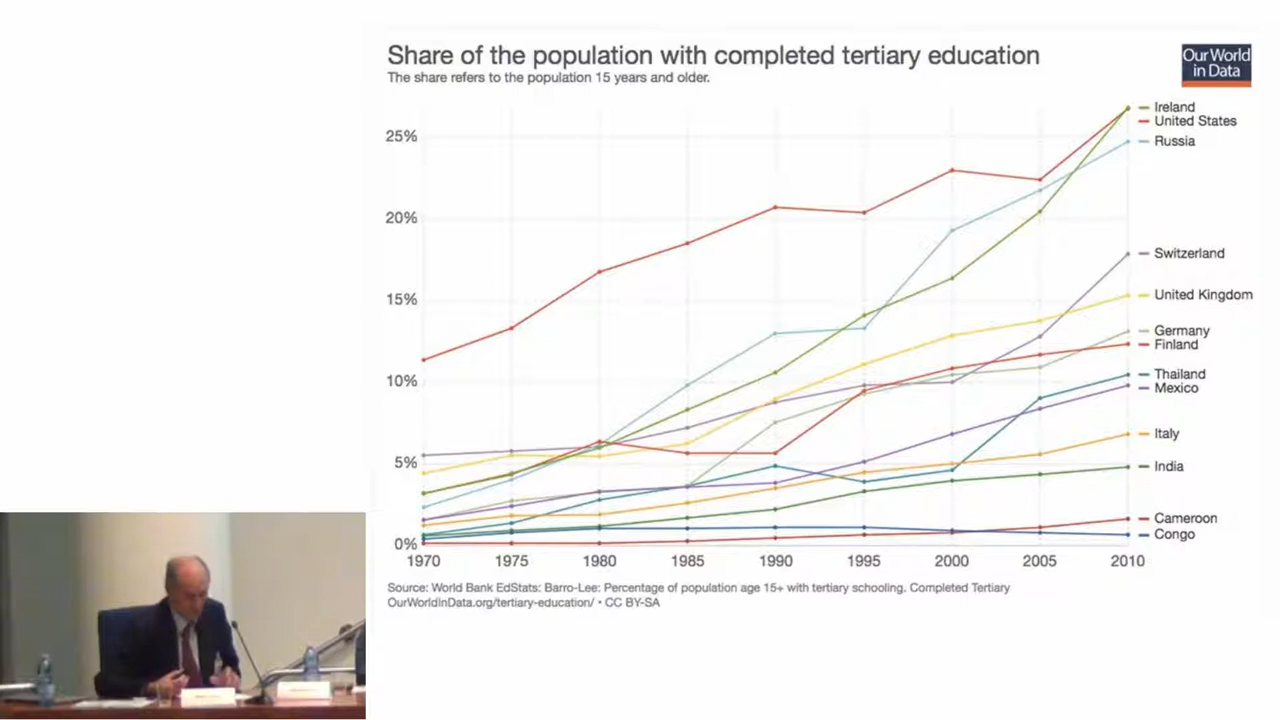 Share of the population with completed tertiary education
The share refers to the population 15 years and older.
Our World
in Data
25%
20%
15%
10%
5%
0%
1970 1975 1980 1985 1990 1995 2000 2005 2010
Ireland
United States
Russia
Switzerland
United Kingdom
Germany
Finland
Thailand
Mexico
Italy
India
Cameroon
Congo
Source: World Bank EdStats: Barro-Lee: Percentage of population age 15+ with tertiary schooling. Completed Tertiary
OurWorldInData.org/tertiary-education/ • CC BY-SA